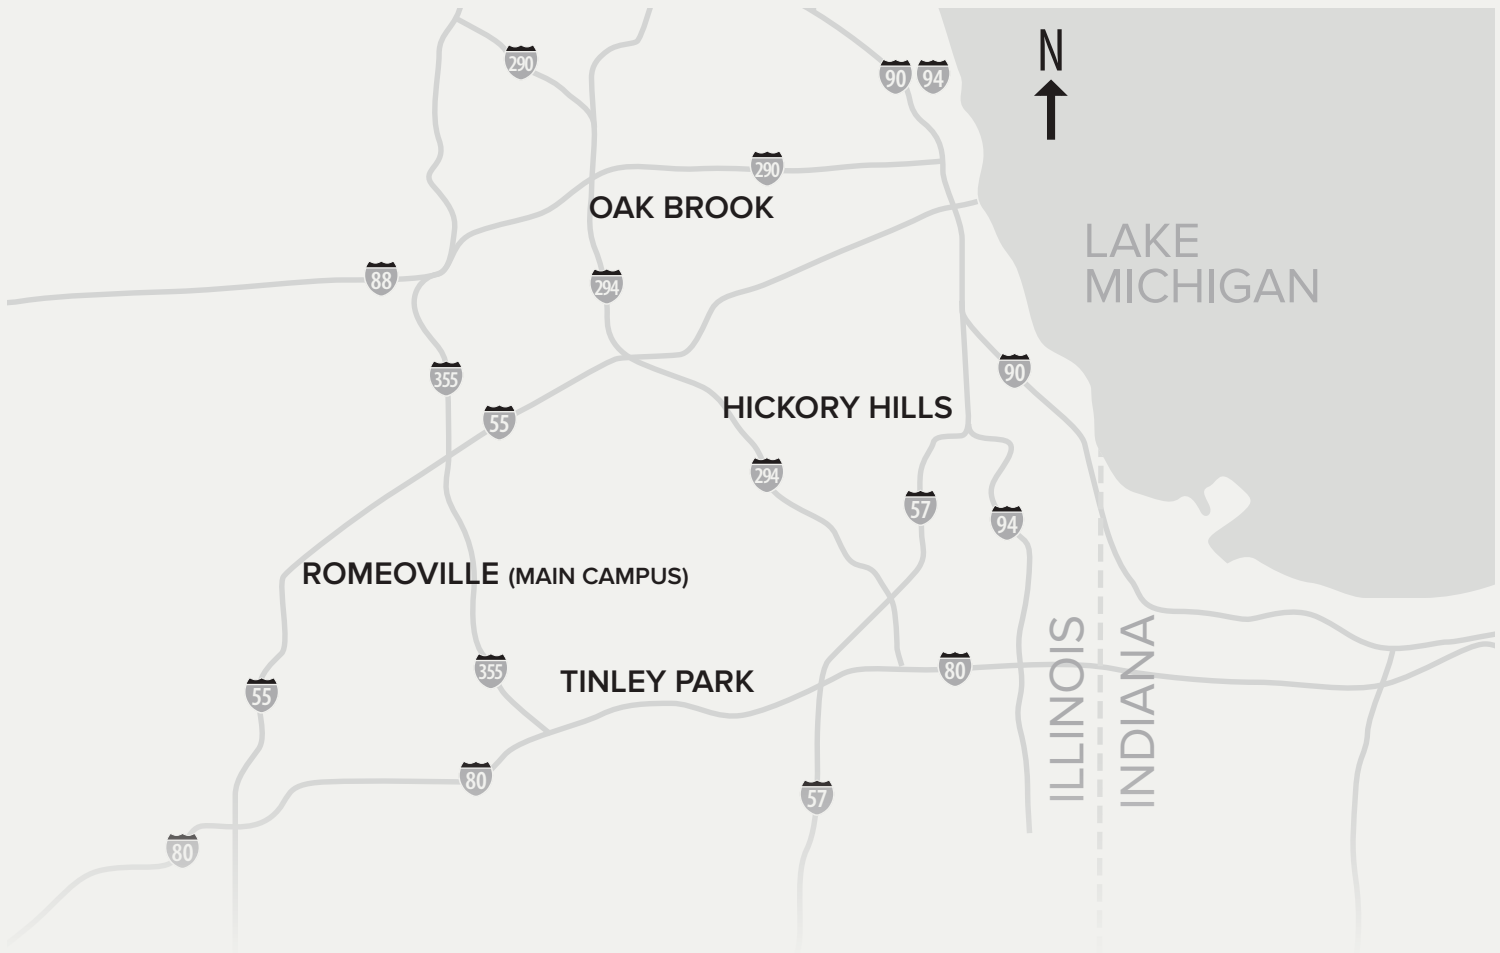 N
290
90
94
290
OAK BROOK
LAKE
MICHIGAN
88
294
355
90
HICKORY HILLS
55
294
57
94
ROMEOVILLE (MAIN CAMPUS)
ILLINOIS
INDIANA
355
80
TINLEY PARK
55
80
57
80